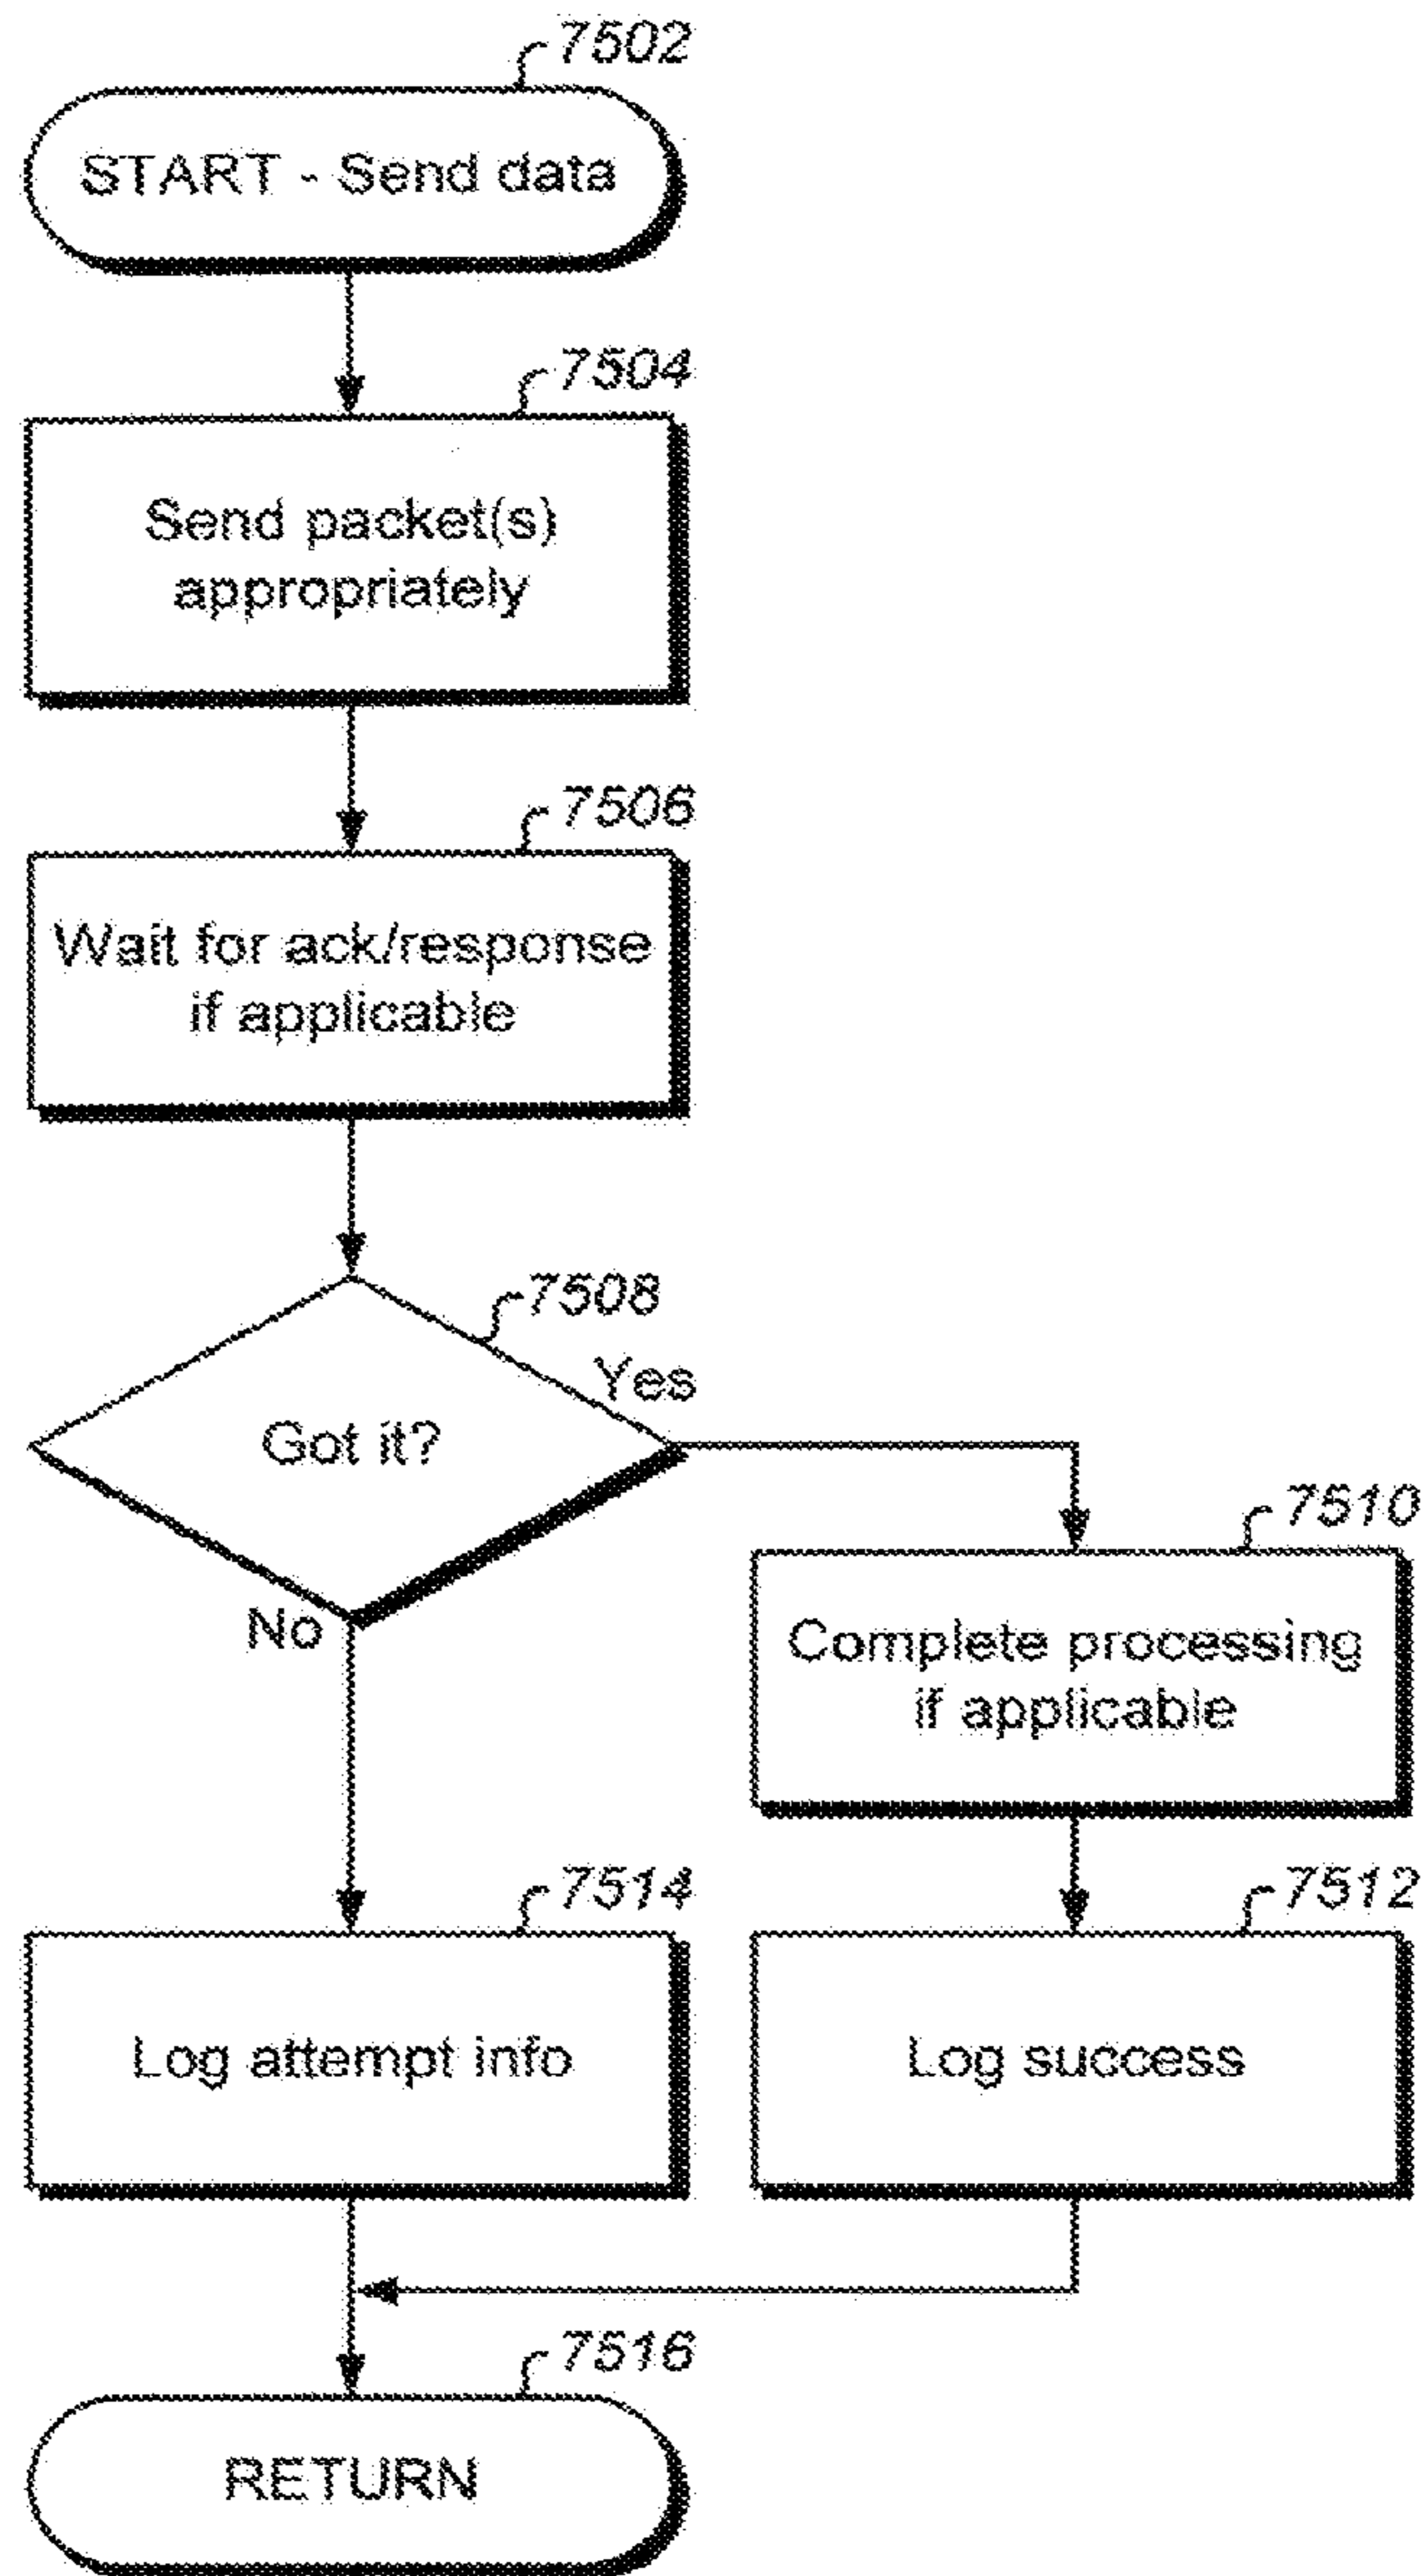 7502
START - Send data
7504
Send packet(s)
appropriately
7506
Wait for ack/response
if applicable
7508
Yes
Got it?
No
7510
Complete processing
if applicable
7514
Log attempt info
7512
Log success
7516
RETURN